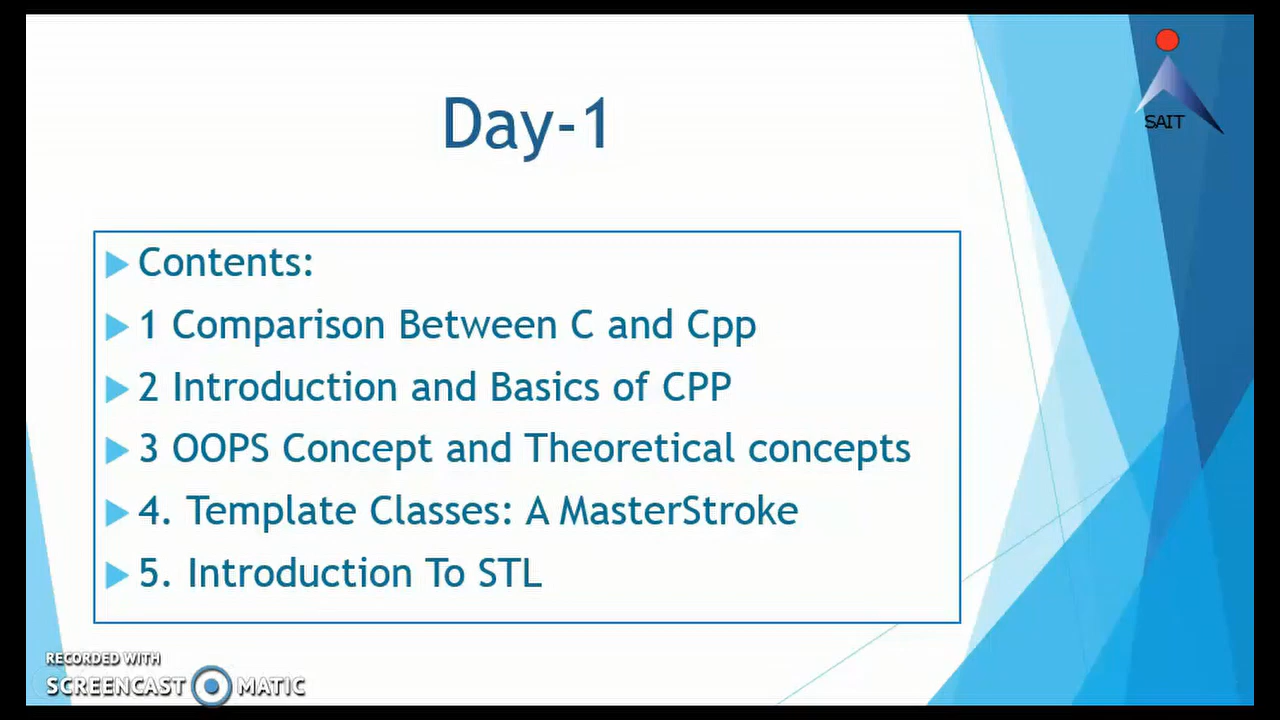 SAIT
Day-1
Contents:
1 Comparison Between C and Cpp
2 Introduction and Basics of CPP
3 OOPS Concept and Theoretical concepts
4. Template Classes: A MasterStroke
5. Introduction To STL
RECORDED WITH
SCREENCAST MATIC